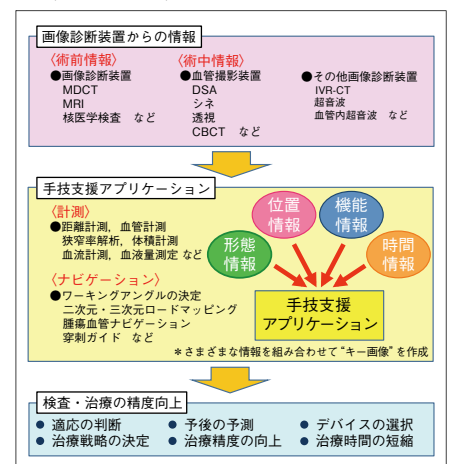 画像診断装置からの情報
〈術前情報〉
●画像診断装置
MDCT
MRI
核医学検査 など
〈術中情報〉
●血管撮影装置
DSA
シネ
透視
CBCT など
●その他画像診断装置
IVR-CT
超音波
血管内超音波 など
手技支援アプリケーション
〈計測〉
●距離計測，血管計測
狭窄率解析，体積計測
血流計測，血液量測定 など
〈ナビゲーション〉
●ワーキングアングルの決定
二次元・三次元ロードマッピング
腫瘍血管ナビゲーション
穿刺ガイド など
形態
情報
位置
情報
機能
情報
時間
情報
手技支援
アプリケーション
＊さまざまな情報を組み合わせて“キー画像”を作成
検査・治療の精度向上
● 適応の判断
● 治療戦略の決定
● 予後の予測
● 治療精度の向上
● デバイスの選択
● 治療時間の短縮